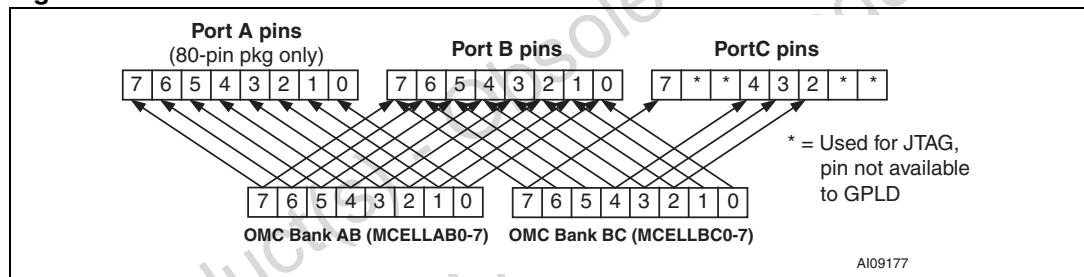 Port A pins
(80-pin pkg only)
Port B pins
PortC pins
7 6 5 4 3 2 1 0
7 6 5 4 3 2 1 0
7 * * 4 3 2 * *
* = Used for JTAG,
pin not available
to GPLD
7 6 5 4 3 2 1 0
7 6 5 4 3 2 1 0
OMC Bank AB (MCELLAB0-7)
OMC Bank BC (MCELLBC0-7)
AI09177